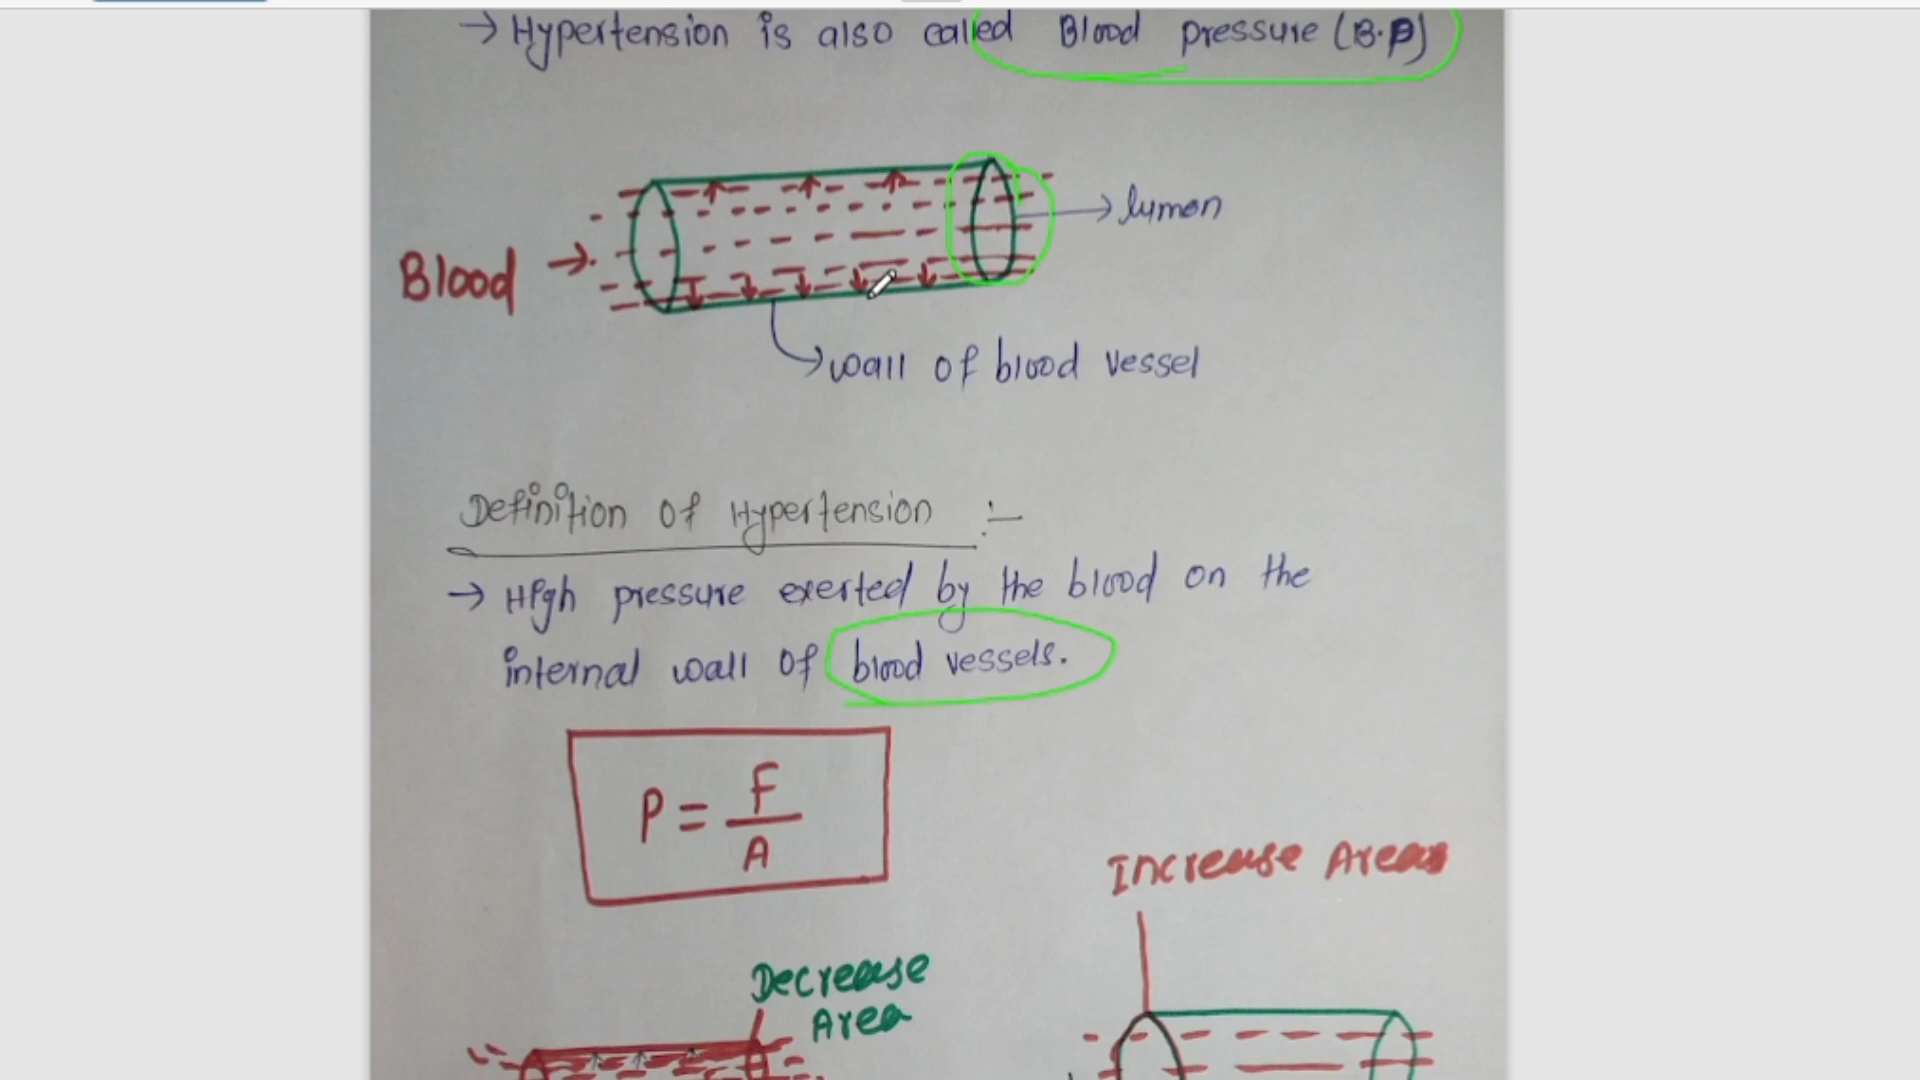 → Hypertension is also called Blood pressure (B.P)
Blood →
→ lumen
→ wall of blood vessel
Definition of Hypertension :-
→ High pressure exerted by the blood on the
internal wall of blood vessels.
P = F
A
Increase Area
Decrease
Area